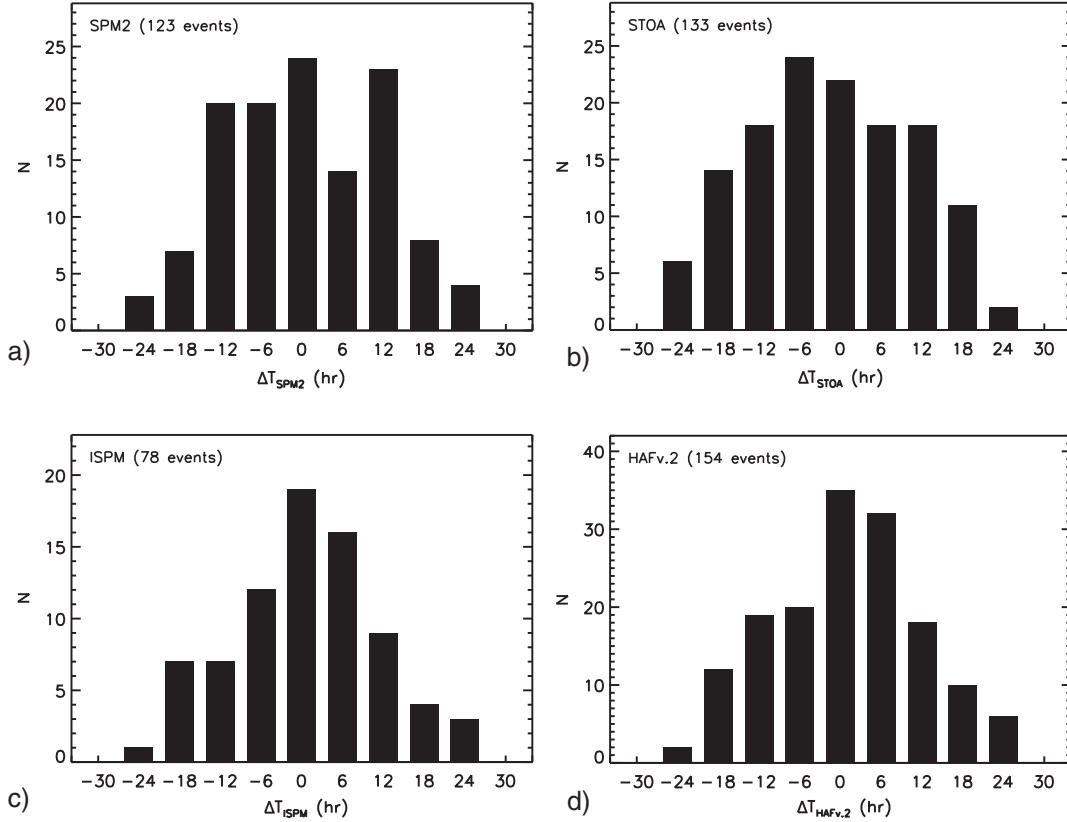 SPM2 (123 events)
25
20
15
10
5
0
N
−30 −24 −18 −12 −6 0 6 12 18 24 30
ΔT_SPM2 (hr)
a)
STOA (133 events)
25
20
15
10
5
0
N
−30 −24 −18 −12 −6 0 6 12 18 24 30
ΔT_STOA (hr)
b)
ISPM (78 events)
20
15
10
5
0
N
−30 −24 −18 −12 −6 0 6 12 18 24 30
ΔT_ISPM (hr)
c)
HAFv.2 (154 events)
40
30
20
10
0
N
−30 −24 −18 −12 −6 0 6 12 18 24 30
ΔT_HAFv.2 (hr)
d)